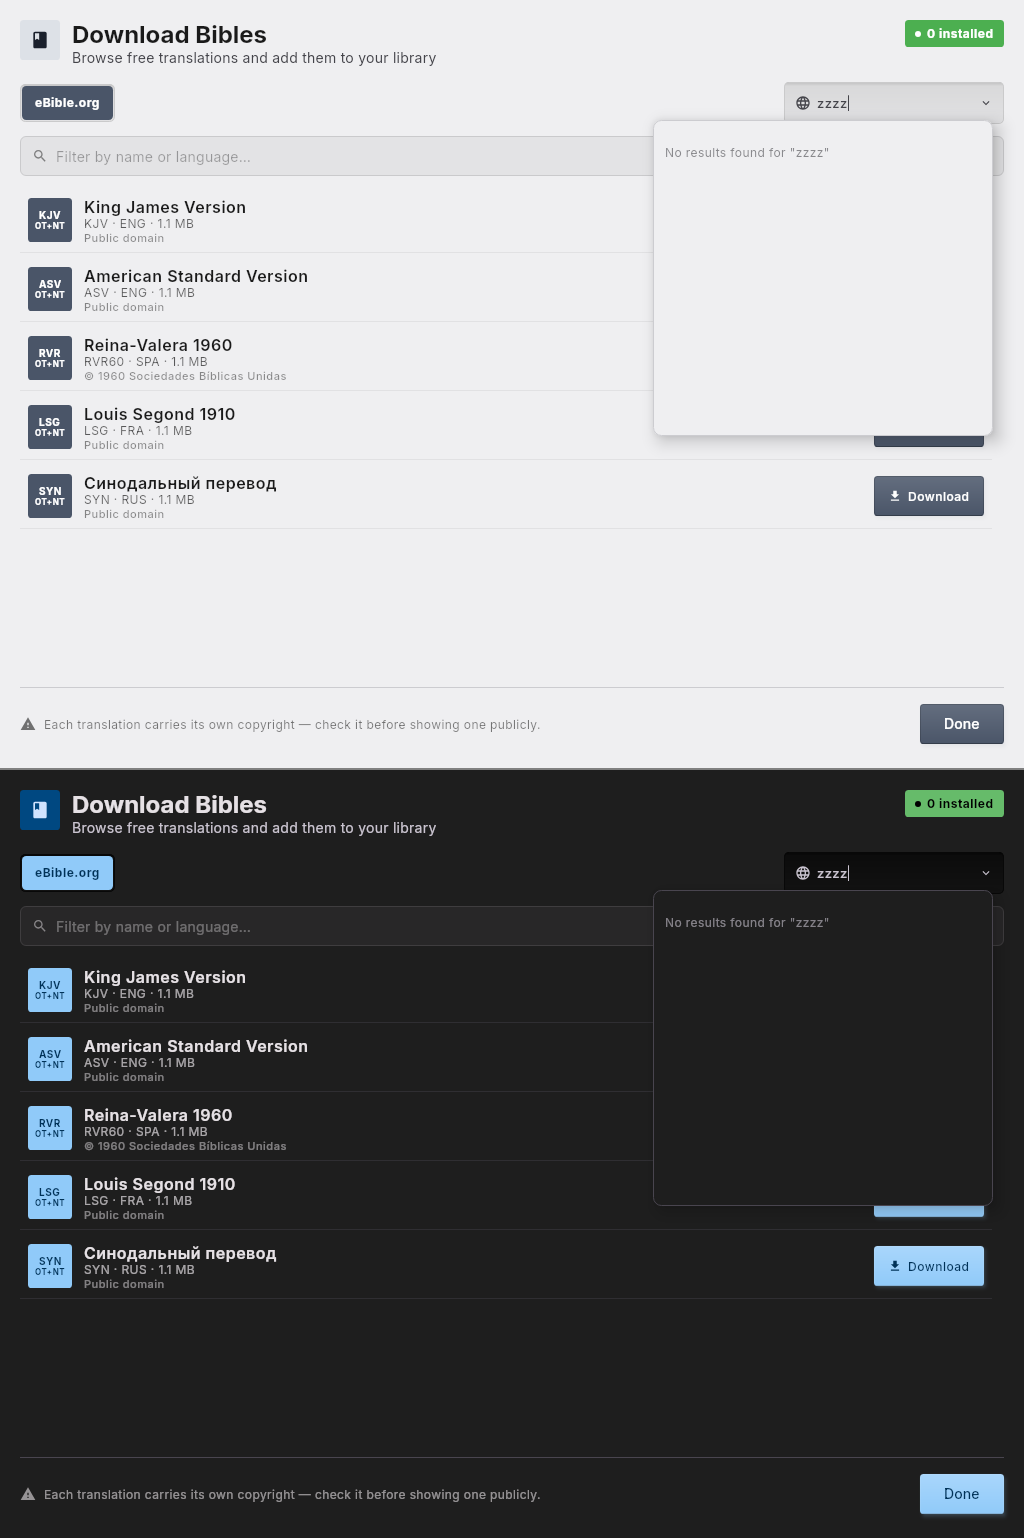 Download Bibles
Browse free translations and add them to your library
0 installed
eBible.org
zzzz
Filter by name or language...
No results found for "zzzz"
KJV
OT+NT
King James Version
KJV · ENG · 1.1 MB
Public domain
ASV
OT+NT
American Standard Version
ASV · ENG · 1.1 MB
Public domain
RVR
OT+NT
Reina-Valera 1960
RVR60 · SPA · 1.1 MB
© 1960 Sociedades Bíblicas Unidas
LSG
OT+NT
Louis Segond 1910
LSG · FRA · 1.1 MB
Public domain
SYN
OT+NT
Синодальный перевод
SYN · RUS · 1.1 MB
Public domain
Download
Each translation carries its own copyright — check it before showing one publicly.
Done
Download Bibles
Browse free translations and add them to your library
0 installed
eBible.org
zzzz
Filter by name or language...
No results found for "zzzz"
KJV
OT+NT
King James Version
KJV · ENG · 1.1 MB
Public domain
ASV
OT+NT
American Standard Version
ASV · ENG · 1.1 MB
Public domain
RVR
OT+NT
Reina-Valera 1960
RVR60 · SPA · 1.1 MB
© 1960 Sociedades Bíblicas Unidas
LSG
OT+NT
Louis Segond 1910
LSG · FRA · 1.1 MB
Public domain
SYN
OT+NT
Синодальный перевод
SYN · RUS · 1.1 MB
Public domain
Download
Each translation carries its own copyright — check it before showing one publicly.
Done